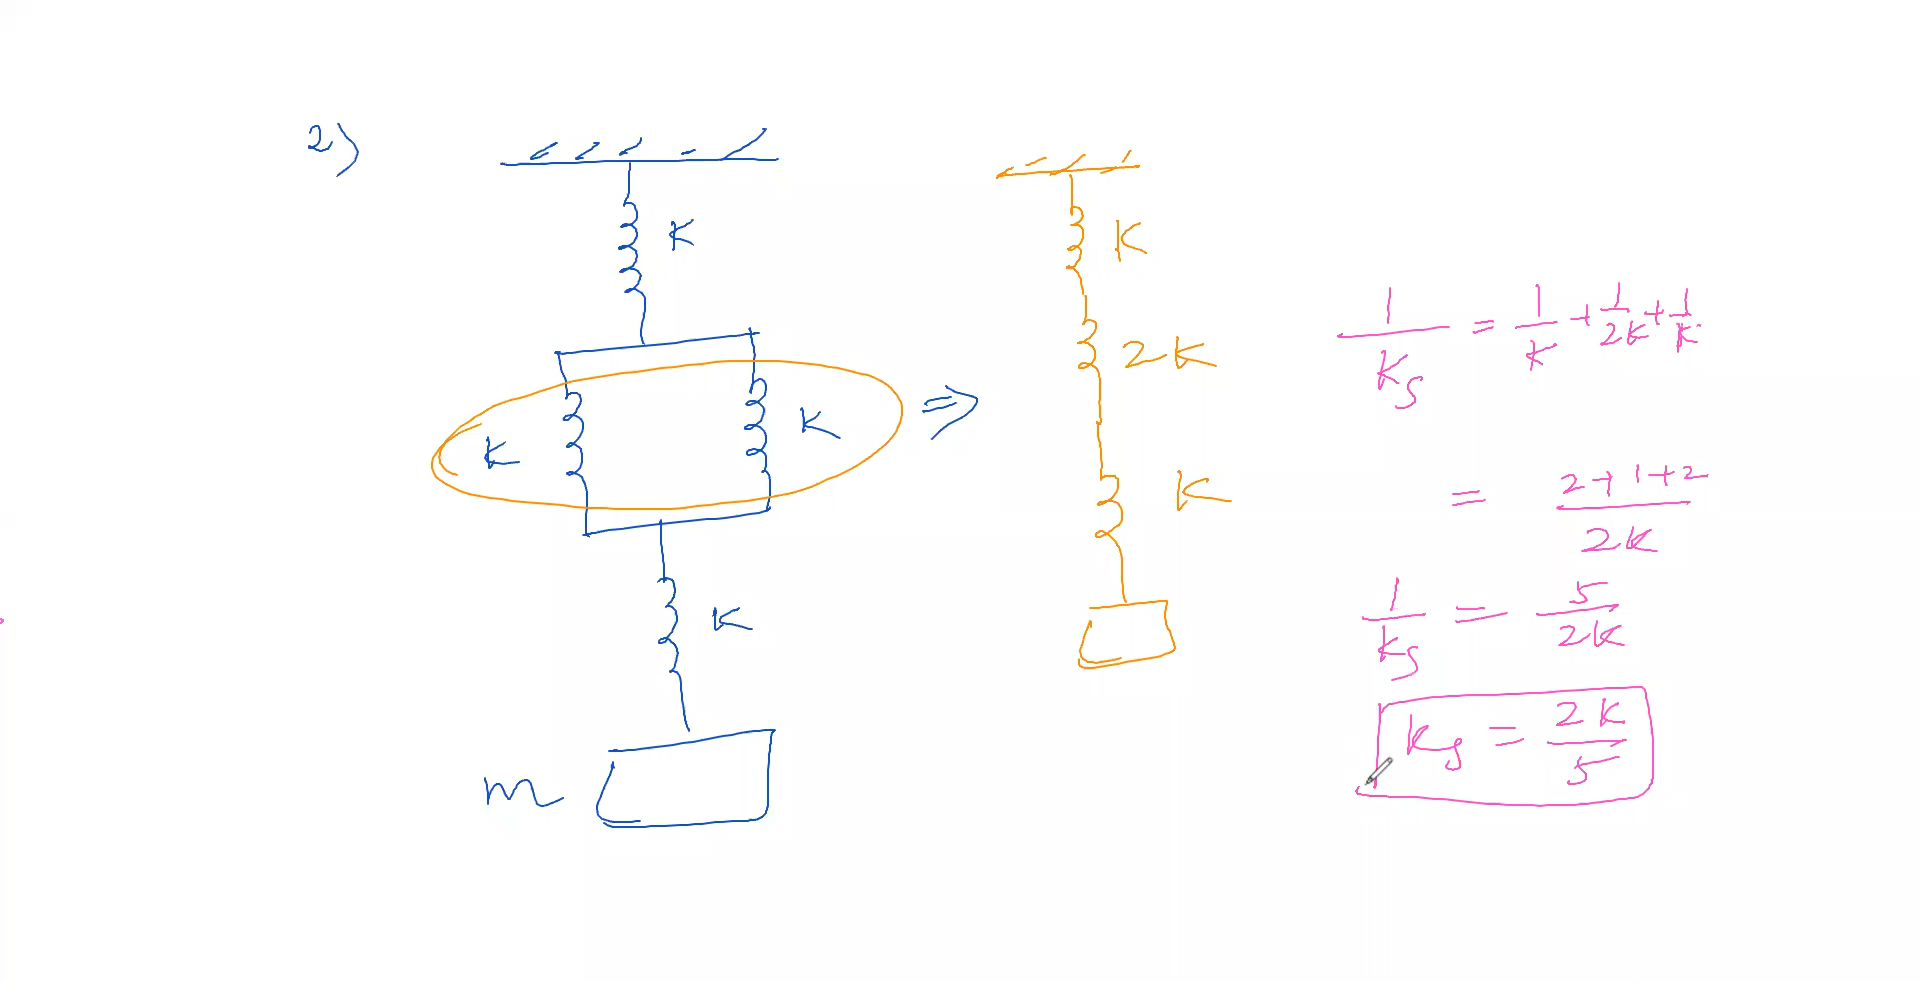 2)
K
K
K
K
m
⇒
K
2K
K
1/Ks = 1/K + 1/2K + 1/K
= 2+1+2/2K
1/Ks = 5/2K
Ks = 2K/5